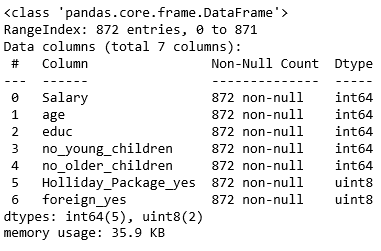 <class 'pandas.core.frame.DataFrame'>
RangeIndex: 872 entries, 0 to 871
Data columns (total 7 columns):
 #   Column               Non-Null Count  Dtype
---  ------               --------------  -----
 0   Salary               872 non-null    int64
 1   age                  872 non-null    int64
 2   educ                 872 non-null    int64
 3   no_young_children    872 non-null    int64
 4   no_older_children    872 non-null    int64
 5   Holliday_Package_yes 872 non-null    uint8
 6   foreign_yes          872 non-null    uint8
dtypes: int64(5), uint8(2)
memory usage: 35.9 KB